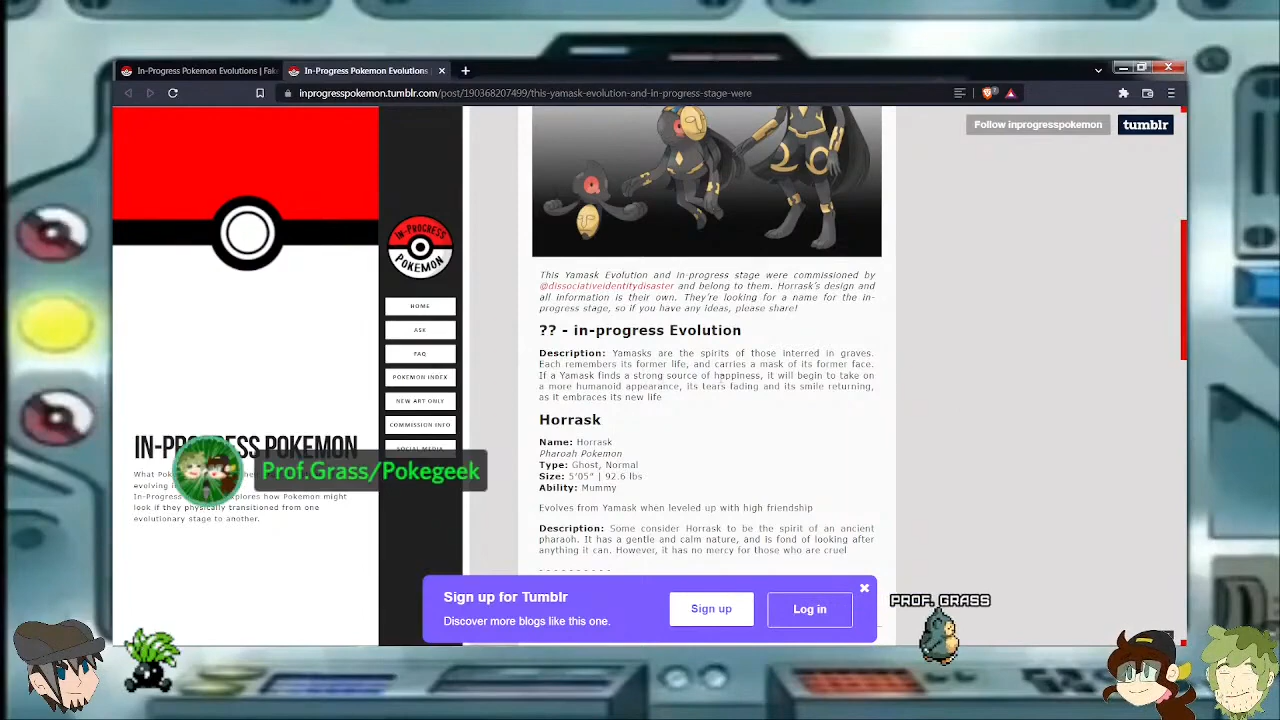 In-Progress Pokemon Evolutions | Fak
In-Progress Pokemon Evolutions
inprogresspokemon.tumblr.com/post/190368207499/this-yamask-evolution-and-in-progress-stage-were
Follow inprogresspokemon
tumblr
IN-PROGRESS
POKEMON
HOME
ASK
FAQ
POKEMON INDEX
NEW ART ONLY
COMMISSION INFO
SOCIAL MEDIA
IN-PROGRESS POKEMON
What Pok
evolving i
In-Progress explores how Pokemon might
look if they physically transitioned from one
evolutionary stage to another.
Prof.Grass/Pokegeek
This Yamask Evolution and in-progress stage were commissioned by
@dissociativeidentitydisaster and belong to them. Horrask's design and
all information is their own. They're looking for a name for the in-
progress stage, so if you have any ideas, please share!
?? - in-progress Evolution
Description: Yamasks are the spirits of those interred in graves.
Each remembers its former life, and carries a mask of its former face.
If a Yamask finds a strong source of happiness, it will begin to take on
a more humanoid appearance, its tears fading and its smile returning,
as it embraces its new life
Horrask
Name: Horrask
Pharoah Pokemon
Type: Ghost, Normal
Size: 5'05" | 92.6 lbs
Ability: Mummy
Evolves from Yamask when leveled up with high friendship
Description: Some consider Horrask to be the spirit of an ancient
pharaoh. It has a gentle and calm nature, and is fond of looking after
anything it can. However, it has no mercy for those who are cruel
- - - - - - - - - -
Sign up for Tumblr
Discover more blogs like this one.
Sign up
Log in
PROF. GRASS